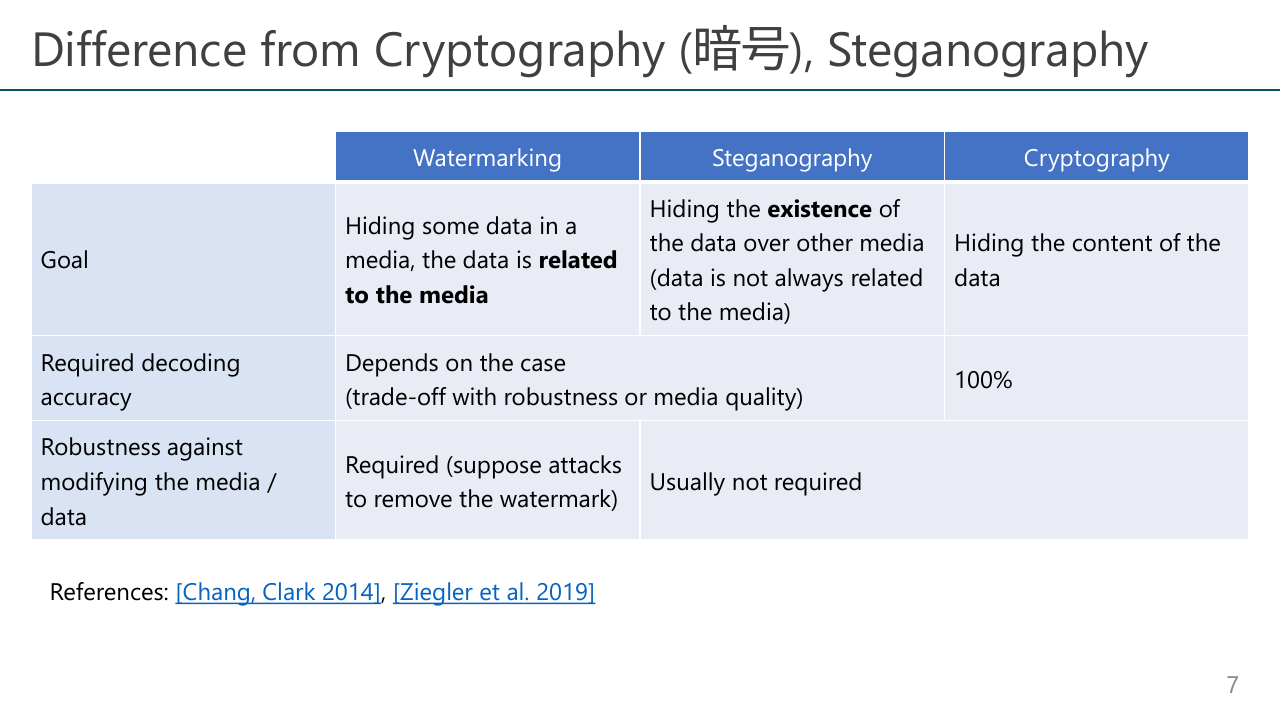 Difference from Cryptography (暗号), Steganography
Watermarking
Steganography
Cryptography
Goal
Hiding some data in a
media, the data is related
to the media
Hiding the existence of
the data over other media
(data is not always related
to the media)
Hiding the content of the
data
Required decoding
accuracy
Depends on the case
(trade-off with robustness or media quality)
100%
Robustness against
modifying the media /
data
Required (suppose attacks
to remove the watermark)
Usually not required
References: [Chang, Clark 2014], [Ziegler et al. 2019]
7